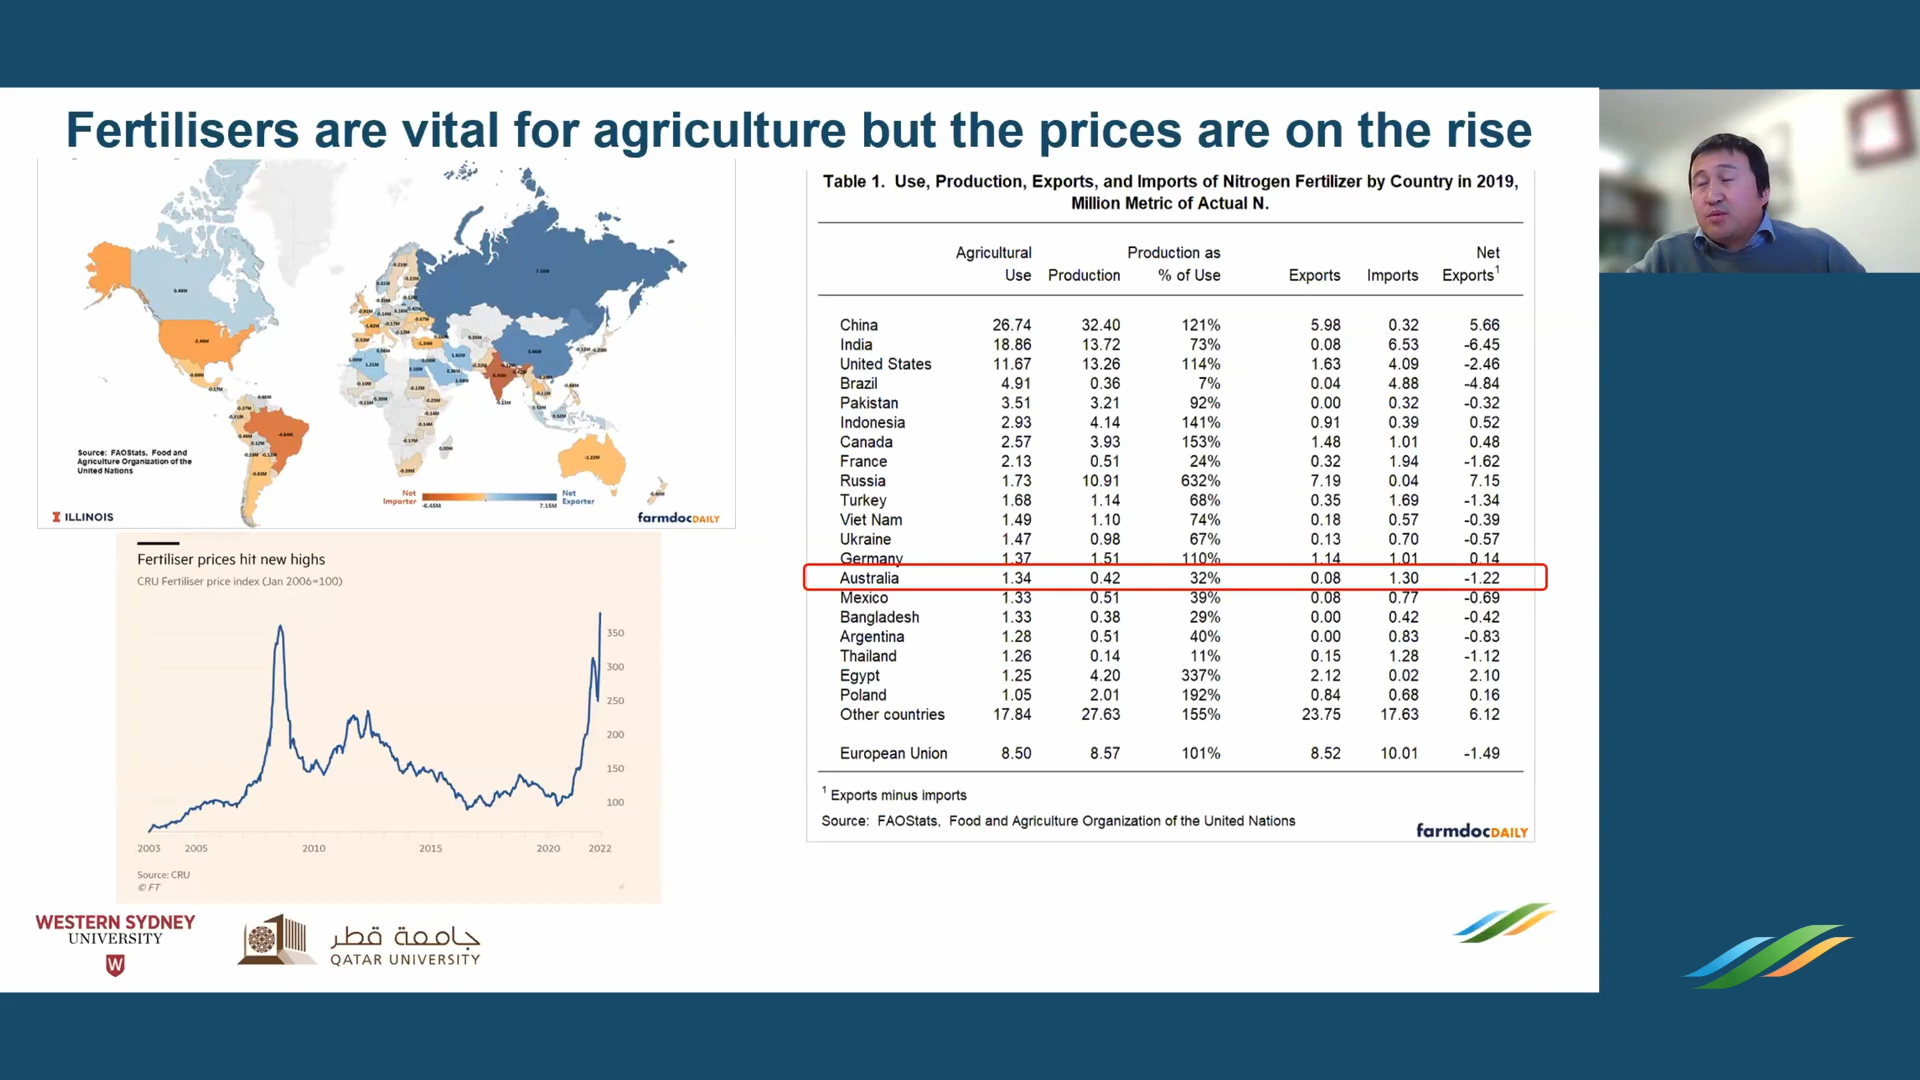 Fertilisers are vital for agriculture but the prices are on the rise
Source: FAOStats, Food and
Agriculture Organization of the
United Nations
Net
Importer
-6.45M
7.15M
Net
Exporter
ILLINOIS
farmdocDAILY
Fertiliser prices hit new highs
CRU Fertiliser price index (Jan 2006=100)
350
300
250
200
150
100
2003 2005 2010 2015 2020 2022
Source: CRU
© FT
Table 1. Use, Production, Exports, and Imports of Nitrogen Fertilizer by Country in 2019,
Million Metric of Actual N.
Agricultural Production as Net
Use Production % of Use Exports Imports Exports1
China 26.74 32.40 121% 5.98 0.32 5.66
India 18.86 13.72 73% 0.08 6.53 -6.45
United States 11.67 13.26 114% 1.63 4.09 -2.46
Brazil 4.91 0.36 7% 0.04 4.88 -4.84
Pakistan 3.51 3.21 92% 0.00 0.32 -0.32
Indonesia 2.93 4.14 141% 0.91 0.39 0.52
Canada 2.57 3.93 153% 1.48 1.01 0.48
France 2.13 0.51 24% 0.32 1.94 -1.62
Russia 1.73 10.91 632% 7.19 0.04 7.15
Turkey 1.68 1.14 68% 0.35 1.69 -1.34
Viet Nam 1.49 1.10 74% 0.18 0.57 -0.39
Ukraine 1.47 0.98 67% 0.13 0.70 -0.57
Germany 1.37 1.51 110% 1.14 1.01 0.14
Australia 1.34 0.42 32% 0.08 1.30 -1.22
Mexico 1.33 0.51 39% 0.08 0.77 -0.69
Bangladesh 1.33 0.38 29% 0.00 0.42 -0.42
Argentina 1.28 0.51 40% 0.00 0.83 -0.83
Thailand 1.26 0.14 11% 0.15 1.28 -1.12
Egypt 1.25 4.20 337% 2.12 0.02 2.10
Poland 1.05 2.01 192% 0.84 0.68 0.16
Other countries 17.84 27.63 155% 23.75 17.63 6.12
European Union 8.50 8.57 101% 8.52 10.01 -1.49
1 Exports minus imports
Source: FAOStats, Food and Agriculture Organization of the United Nations
farmdocDAILY
WESTERN SYDNEY
UNIVERSITY
W
جامعة قطر
QATAR UNIVERSITY